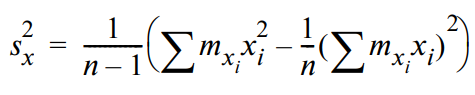 $s_x^2 = \frac{1}{n-1}\left(\sum m_{x_i} x_i^2 - \frac{1}{n}\left(\sum m_{x_i} x_i\right)^2\right)$